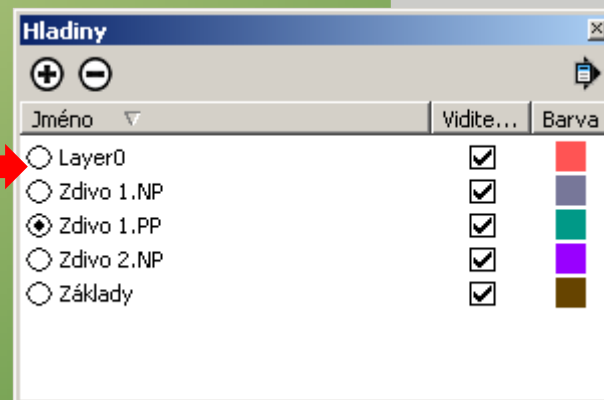 Hladiny
Jméno Vidite... Barva
Layer0
Zdivo 1.NP
Zdivo 1.PP
Zdivo 2.NP
Základy